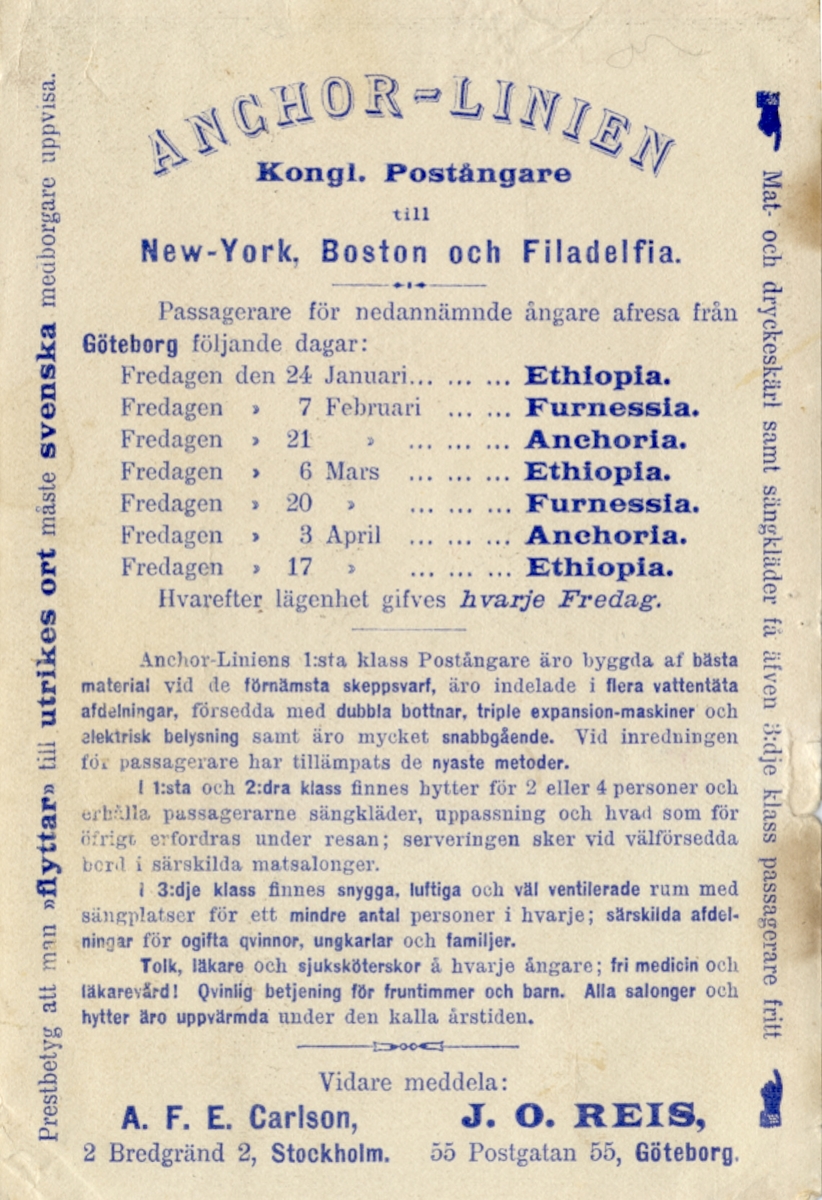 ANCHOR-LINIEN
Kongl. Postångare
till
New-York, Boston och Filadelfia.
Passagerare för nedannämnde ångare afresa från
Göteborg följande dagar:
Fredagen den 24 Januari... ... ... Ethiopia.
Fredagen » 7 Februari ... ... Furnessia.
Fredagen » 21 » ... ... ... Anchoria.
Fredagen » 6 Mars ... ... ... Ethiopia.
Fredagen » 20 » ... ... ... Furnessia.
Fredagen » 3 April ... ... ... Anchoria.
Fredagen » 17 » ... ... ... Ethiopia.
Hvarefter lägenhet gifves hvarje Fredag.
Anchor-Liniens 1:sta klass Postångare äro byggda af bästa
material vid de förnämsta skeppsvarf, äro indelade i flera vattentäta
afdelningar, försedda med dubbla bottnar, triple expansion-maskiner och
elektrisk belysning samt äro mycket snabbgående. Vid inredningen
för passagerare har tillämpats de nyaste metoder.
I 1:sta och 2:dra klass finnes hytter för 2 eller 4 personer och
erhålla passagerarne sängkläder, uppassning och hvad som för
öfrigt erfordras under resan; serveringen sker vid välförsedda
bord i särskilda matsalonger.
I 3:dje klass finnes snygga, luftiga och väl ventilerade rum med
sängplatser för ett mindre antal personer i hvarje; särskilda afdel-
ningar för ogifta qvinnor, ungkarlar och familjer.
Tolk, läkare och sjuksköterskor å hvarje ångare; fri medicin och
läkarevård! Qvinlig betjening för fruntimmer och barn. Alla salonger och
hytter äro uppvärmda under den kalla årstiden.
Vidare meddela:
A. F. E. Carlson,
2 Bredgränd 2, Stockholm.
J. O. REIS,
55 Postgatan 55, Göteborg.
Prestbetyg att man »flyttar» till utrikes ort måste svenska medborgare uppvisa.
Mat- och dryckeskärl samt sängkläder få äfven 3:dje klass passagerare fritt